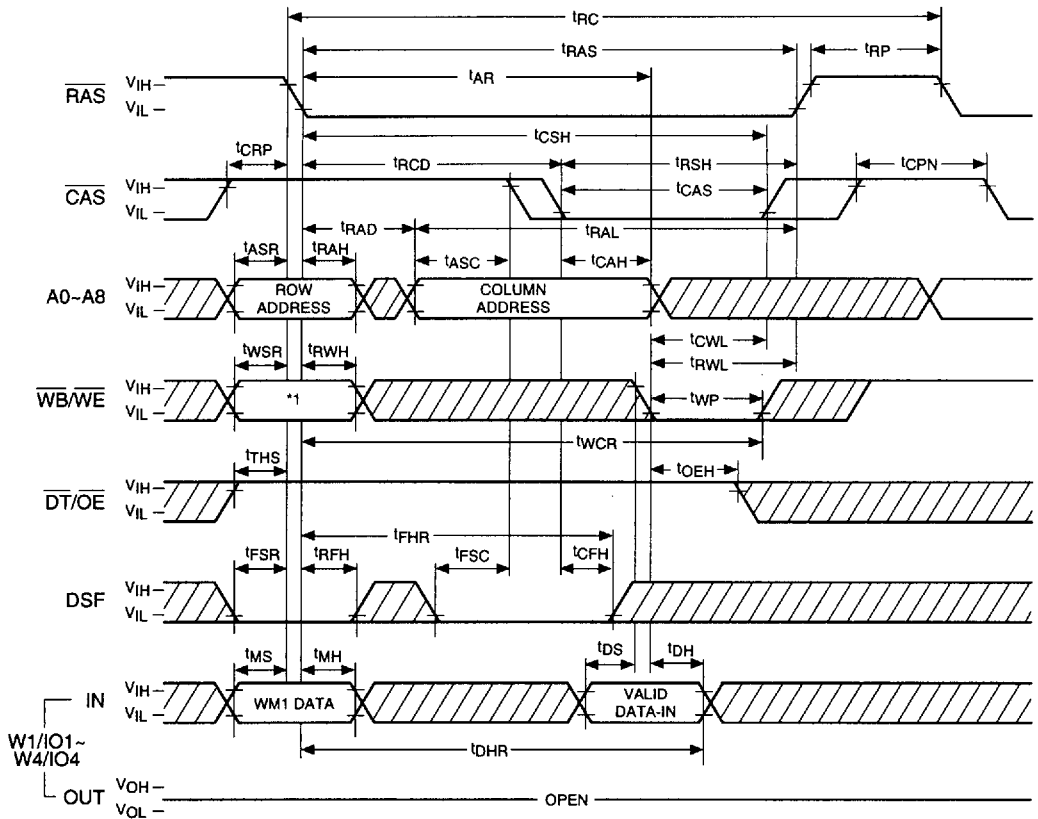 tRC
tRAS
tRP
tAR
RAS
VIH
VIL
tCSH
tCRP
tRCD
tRSH
tCPN
tCAS
CAS
VIH
VIL
tRAD
tRAL
tASR
tRAH
tASC
tCAH
A0~A8
VIH
VIL
ROW
ADDRESS
COLUMN
ADDRESS
tCWL
tRWL
tWSR
tRWH
WB/WE
VIH
VIL
*1
tWP
tWCR
tTHS
tOEH
DT/OE
VIH
VIL
tFHR
tFSR
tRFH
tFSC
tCFH
DSF
VIH
VIL
tMS
tMH
tDS
tDH
IN
VIH
VIL
WM1 DATA
VALID
DATA-IN
W1/IO1~
W4/IO4
tDHR
OUT
VOH
VOL
OPEN